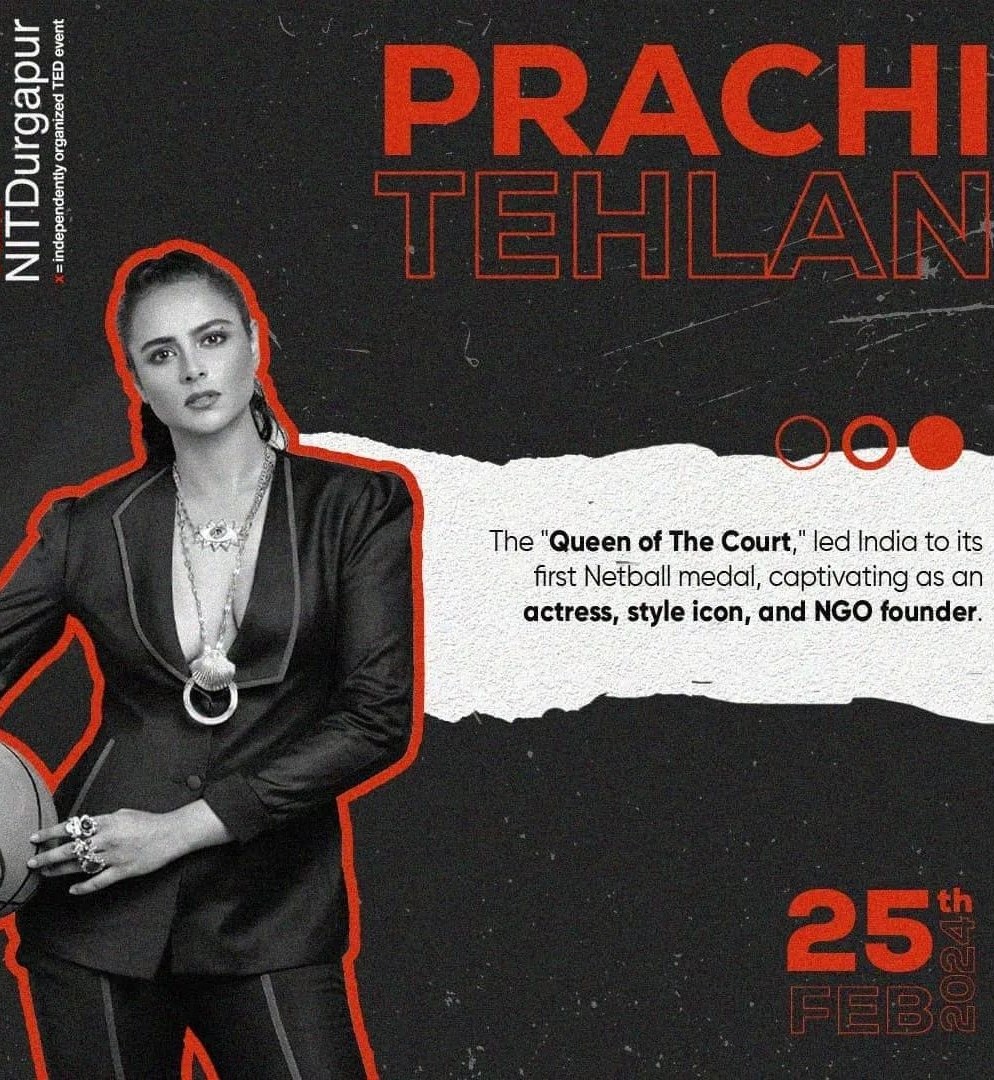 NITDurgapur
x = independently organized TED event
PRACHI
TEHLAN
The "Queen of The Court," led India to its
first Netball medal, captivating as an
actress, style icon, and NGO founder.
25th
FEB 2024